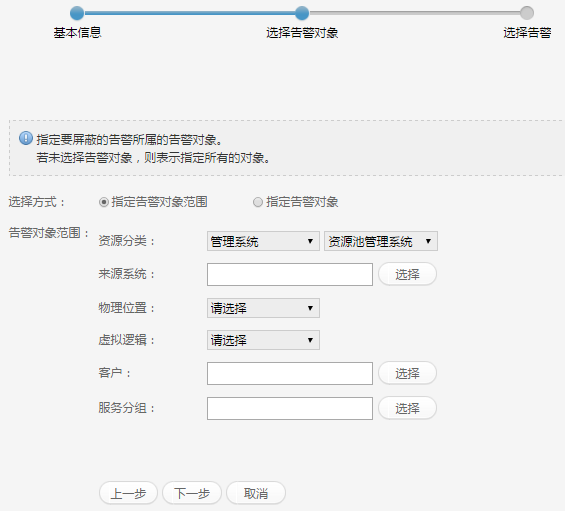 基本信息 选择告警对象 选择告警
指定要屏蔽的告警所属的告警对象。
若未选择告警对象，则表示指定所有的对象。
选择方式： 指定告警对象范围 指定告警对象
告警对象范围： 资源分类： 管理系统 资源池管理系统
来源系统： 选择
物理位置： 请选择
虚拟逻辑： 请选择
客户： 选择
服务分组： 选择
上一步 下一步 取消